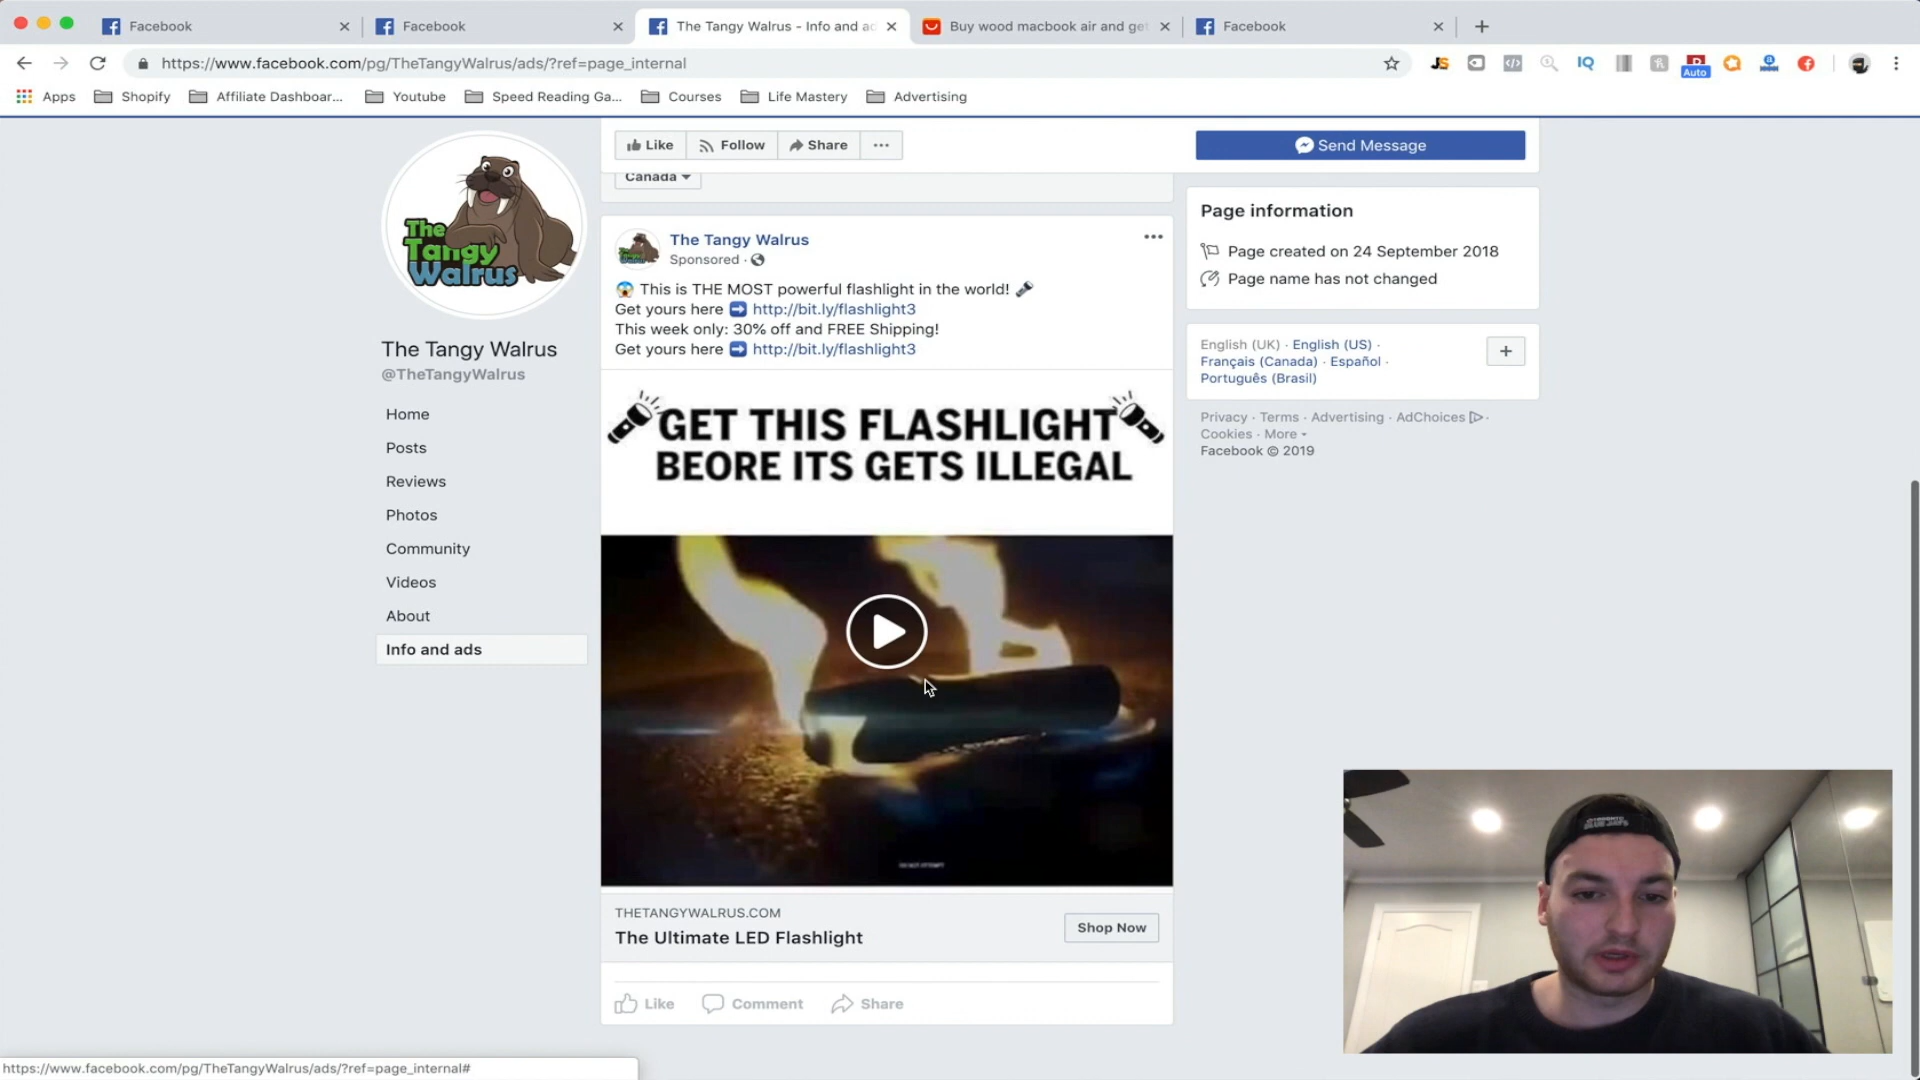 Facebook
Facebook
The Tangy Walrus - Info and ad
Buy wood macbook air and get
Facebook
https://www.facebook.com/pg/TheTangyWalrus/ads/?ref=page_internal
JS
IQ
Auto
Apps
Shopify
Affiliate Dashboar...
Youtube
Speed Reading Ga...
Courses
Life Mastery
Advertising
Like
Follow
Share
Send Message
Canada
The Tangy Walrus
The Tangy Walrus
@TheTangyWalrus
Home
Posts
Reviews
Photos
Community
Videos
About
Info and ads
The Tangy Walrus
Sponsored ·
This is THE MOST powerful flashlight in the world!
Get yours here http://bit.ly/flashlight3
This week only: 30% off and FREE Shipping!
Get yours here http://bit.ly/flashlight3
GET THIS FLASHLIGHT
BEORE ITS GETS ILLEGAL
THETANGYWALRUS.COM
The Ultimate LED Flashlight
Shop Now
Like
Comment
Share
Page information
Page created on 24 September 2018
Page name has not changed
English (UK) · English (US) ·
Français (Canada) · Español ·
Português (Brasil)
Privacy · Terms · Advertising · AdChoices ·
Cookies · More
Facebook © 2019
https://www.facebook.com/pg/TheTangyWalrus/ads/?ref=page_internal#